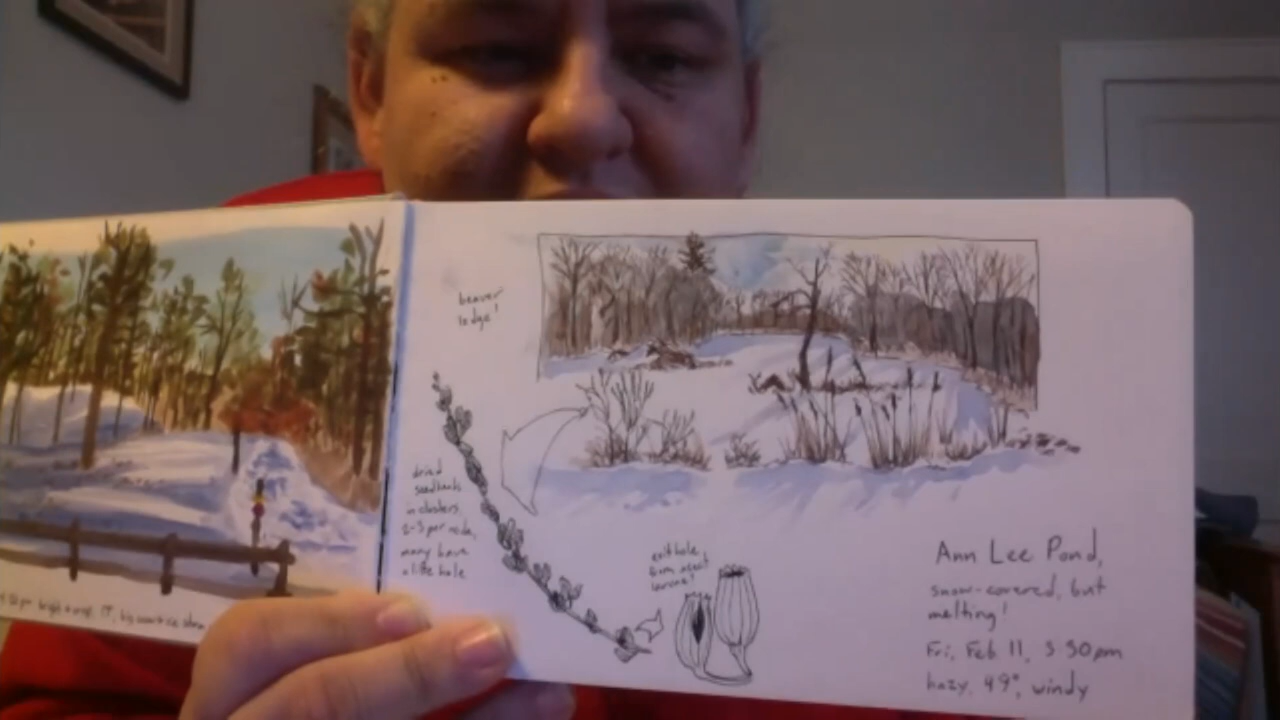 beaver
lodge!
dried
seedheads
in clusters
2-3 per node,
many have
a little hole
exit hole
from insect
larvae!
Ann Lee Pond,
snow-covered, but
melting!
Fri, Feb. 11, 3 30pm
hazy, 49°, windy